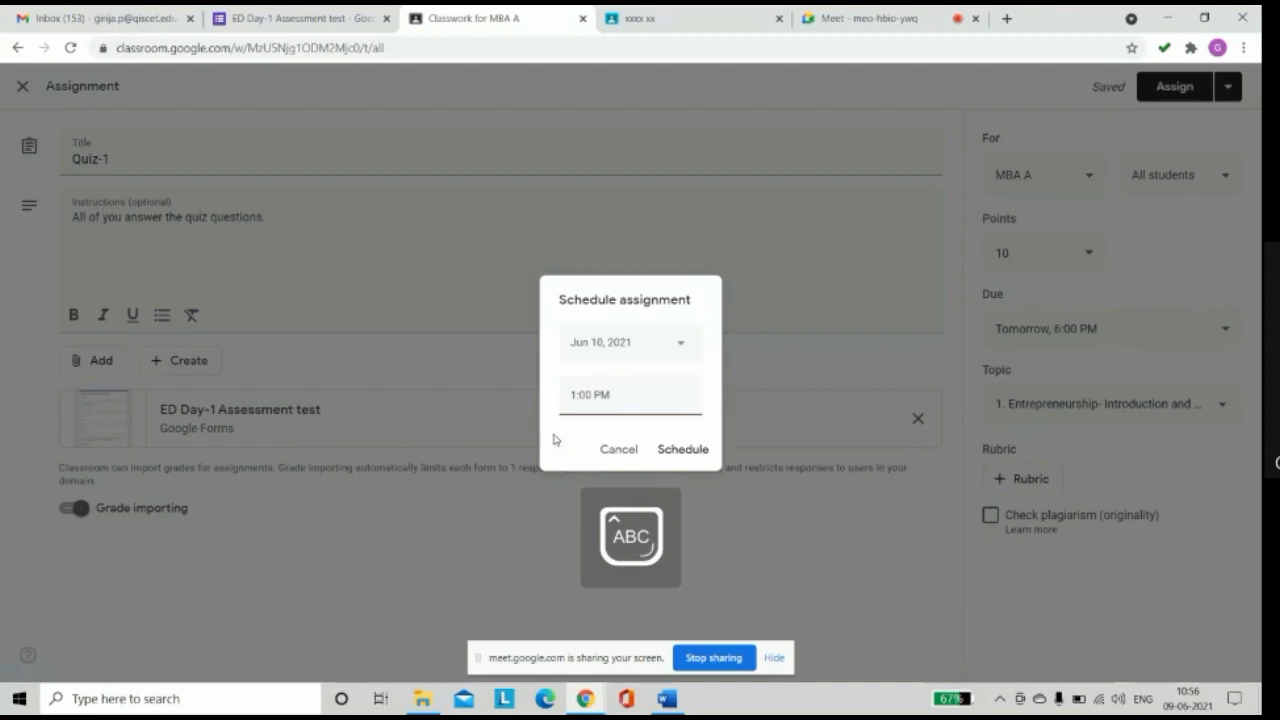 Inbox (153) - girija.p@qiscet.edu
ED Day-1 Assessment test - Goo
Classwork for MBA A
xxxx xx
Meet - meo-hbio-ywq
classroom.google.com/w/MzU5Njg1ODM2Mjc0/t/all
G
Assignment
Saved
Assign
Title
Quiz-1
For
MBA A
All students
Instructions (optional)
All of you answer the quiz questions.
Points
10
Due
Tomorrow, 6:00 PM
B I U
Add
Create
Topic
1. Entrepreneurship- Introduction and ...
ED Day-1 Assessment test
Google Forms
Rubric
Rubric
Classroom can import grades for assignments. Grade importing automatically limits each form to 1 resp
and restricts responses to users in your
domain.
Grade importing
Check plagiarism (originality)
Learn more
Schedule assignment
Jun 10, 2021
1:00 PM
Cancel
Schedule
ABC
meet.google.com is sharing your screen.
Stop sharing
Hide
Type here to search
67%
ENG
10:56
09-06-2021